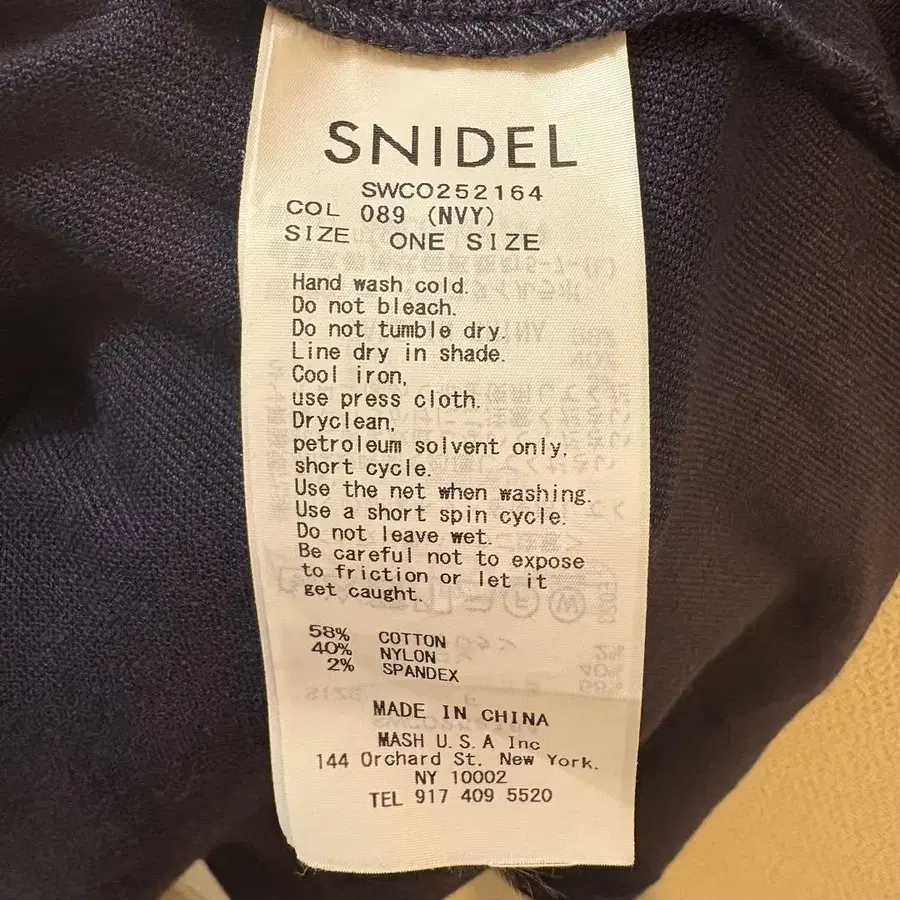 SNIDEL
SWCO252164
COL 089 (NVY)
SIZE ONE SIZE
Hand wash cold.
Do not bleach.
Do not tumble dry.
Line dry in shade.
Cool iron,
use press cloth.
Dryclean,
petroleum solvent only,
short cycle.
Use the net when washing.
Use a short spin cycle.
Do not leave wet.
Be careful not to expose
to friction or let it
get caught.
58% COTTON
40% NYLON
2% SPANDEX
MADE IN CHINA
MASH U.S.A Inc
144 Orchard St. New York.
NY 10002
TEL 917 409 5520